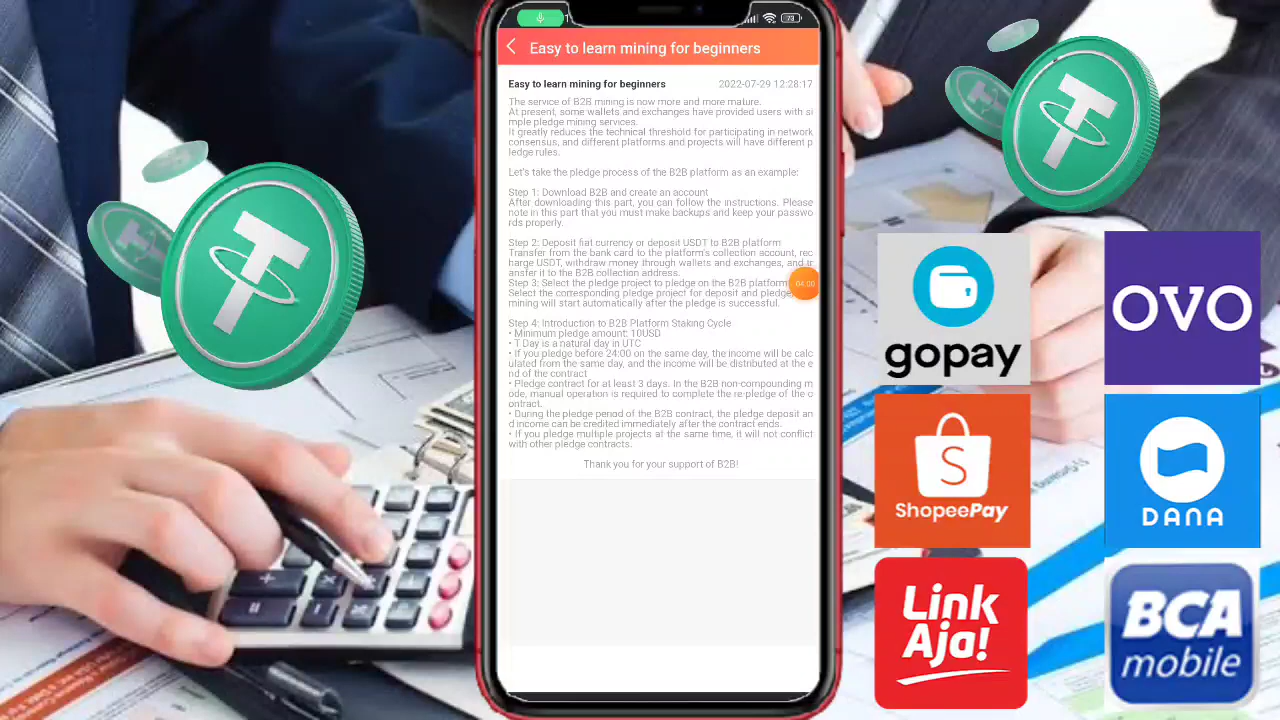 73
Easy to learn mining for beginners
Easy to learn mining for beginners 2022-07-29 12:28:17
The service of B2B mining is now more and more mature.
At present, some wallets and exchanges have provided users with si
mple pledge mining services.
It greatly reduces the technical threshold for participating in network
consensus, and different platforms and projects will have different p
ledge rules.
Let's take the pledge process of the B2B platform as an example:
Step 1: Download B2B and create an account
After downloading this part, you can follow the instructions. Please
note in this part that you must make backups and keep your passwo
rds properly.
Step 2: Deposit fiat currency or deposit USDT to B2B platform
Transfer from the bank card to the platform's collection account, rec
harge USDT, withdraw money through wallets and exchanges, and tr
ansfer it to the B2B collection address.
Step 3: Select the pledge project to pledge on the B2B platform
Select the corresponding pledge project for deposit and pledge,
mining will start automatically after the pledge is successful.
04:00
Step 4: Introduction to B2B Platform Staking Cycle
• Minimum pledge amount: 10USD
• T Day is a natural day in UTC
• If you pledge before 24:00 on the same day, the income will be calc
ulated from the same day, and the income will be distributed at the e
nd of the contract
• Pledge contract for at least 3 days. In the B2B non-compounding m
ode, manual operation is required to complete the re-pledge of the c
ontract.
• During the pledge period of the B2B contract, the pledge deposit an
d income can be credited immediately after the contract ends.
• If you pledge multiple projects at the same time, it will not conflict
with other pledge contracts.
Thank you for your support of B2B!
gopay
OVO
S
ShopeePay
DANA
Link
Aja!
BCA
mobile